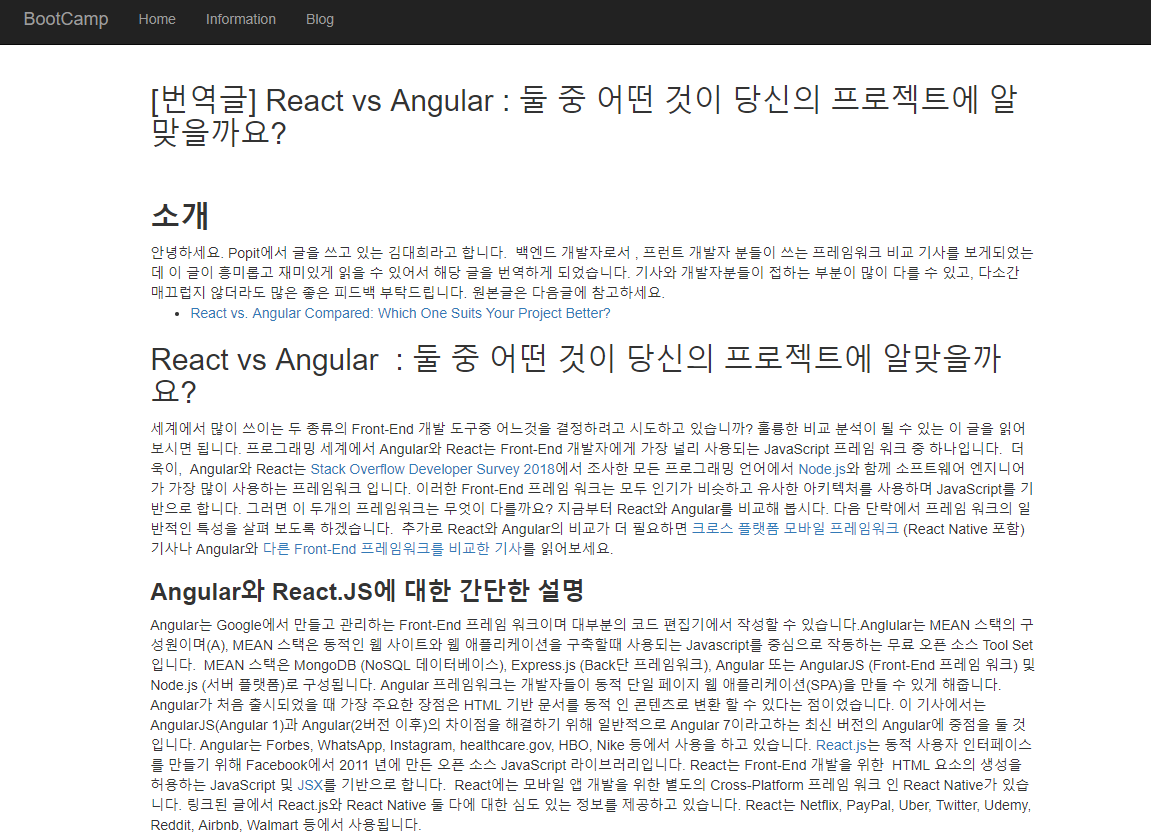 BootCamp Home Information Blog
[번역글] React vs Angular : 둘 중 어떤 것이 당신의 프로젝트에 알
맞을까요?
소개
안녕하세요. Popit에서 글을 쓰고 있는 김대희라고 합니다.  백엔드 개발자로서 , 프런트 개발자 분들이 쓰는 프레임워크 비교 기사를 보게되었는
데 이 글이 흥미롭고 재미있게 읽을 수 있어서 해당 글을 번역하게 되었습니다. 기사와 개발자분들이 접하는 부분이 많이 다를 수 있고, 다소간
매끄럽지 않더라도 많은 좋은 피드백 부탁드립니다. 원본글은 다음글에 참고하세요.
• React vs. Angular Compared: Which One Suits Your Project Better?
React vs Angular  : 둘 중 어떤 것이 당신의 프로젝트에 알맞을까
요?
세계에서 많이 쓰이는 두 종류의 Front-End 개발 도구중 어느것을 결정하려고 시도하고 있습니까? 훌륭한 비교 분석이 될 수 있는 이 글을 읽어
보시면 됩니다. 프로그래밍 세계에서 Angular와 React는 Front-End 개발자에게 가장 널리 사용되는 JavaScript 프레임 워크 중 하나입니다.  더
욱이,  Angular와 React는 Stack Overflow Developer Survey 2018에서 조사한 모든 프로그래밍 언어에서 Node.js와 함께 소프트웨어 엔지니어
가 가장 많이 사용하는 프레임워크 입니다. 이러한 Front-End 프레임 워크는 모두 인기가 비슷하고 유사한 아키텍처를 사용하며 JavaScript를 기
반으로 합니다. 그러면 이 두개의 프레임워크는 무엇이 다를까요? 지금부터 React와 Angular를 비교해 봅시다. 다음 단락에서 프레임 워크의 일
반적인 특성을 살펴 보도록 하겠습니다.  추가로 React와 Angular의 비교가 더 필요하면 크로스 플랫폼 모바일 프레임워크 (React Native 포함)
기사나 Angular와 다른 Front-End 프레임워크를 비교한 기사를 읽어보세요.
Angular와 React.JS에 대한 간단한 설명
Angular는 Google에서 만들고 관리하는 Front-End 프레임 워크이며 대부분의 코드 편집기에서 작성할 수 있습니다.Anglular는 MEAN 스택의 구
성원이며(A), MEAN 스택은 동적인 웹 사이트와 웹 애플리케이션을 구축할때 사용되는 Javascript를 중심으로 작동하는 무료 오픈 소스 Tool Set
입니다.  MEAN 스택은 MongoDB (NoSQL 데이터베이스), Express.js (Back단 프레임워크), Angular 또는 AngularJS (Front-End 프레임 워크) 및
Node.js (서버 플랫폼)로 구성됩니다. Angular 프레임워크는 개발자들이 동적 단일 페이지 웹 애플리케이션(SPA)을 만들 수 있게 해줍니다.
Angular가 처음 출시되었을 때 가장 주요한 장점은 HTML 기반 문서를 동적 인 콘텐츠로 변환 할 수 있다는 점이었습니다. 이 기사에서는
AngularJS(Angular 1)과 Angular(2버전 이후)의 차이점을 해결하기 위해 일반적으로 Angular 7이라고하는 최신 버전의 Angular에 중점을 둘 것
입니다. Angular는 Forbes, WhatsApp, Instagram, healthcare.gov, HBO, Nike 등에서 사용을 하고 있습니다. React.js는 동적 사용자 인터페이스
를 만들기 위해 Facebook에서 2011 년에 만든 오픈 소스 JavaScript 라이브러리입니다. React는 Front-End 개발을 위한  HTML 요소의 생성을
허용하는 JavaScript 및 JSX를 기반으로 합니다.  React에는 모바일 앱 개발을 위한 별도의 Cross-Platform 프레임 워크 인 React Native가 있습
니다. 링크된 글에서 React.js와 React Native 둘 다에 대한 심도 있는 정보를 제공하고 있습니다. React는 Netflix, PayPal, Uber, Twitter, Udemy,
Reddit, Airbnb, Walmart 등에서 사용됩니다.